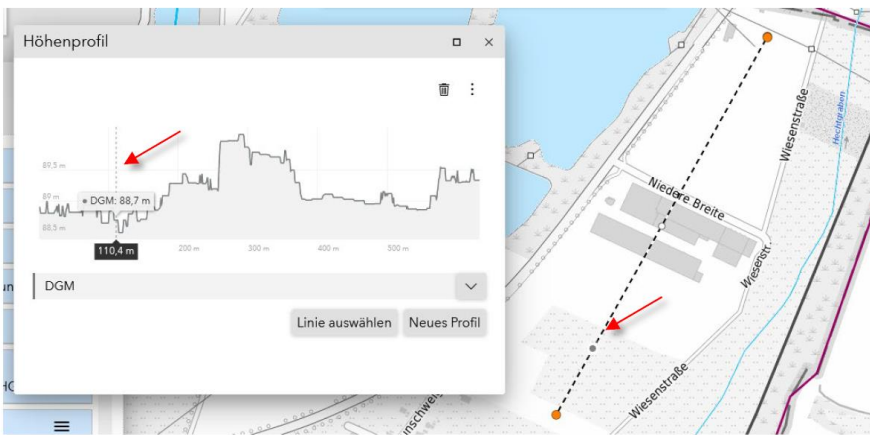 Höhenprofil
89,5 m
89 m
88,5 m
DGM: 88,7 m
110,4 m
200 m
300 m
400 m
500 m
DGM
Linie auswählen
Neues Profil
Niedere Breite
Wiesenstraße
Hechtgraben
Wiesenstr.
Wiesenstraße